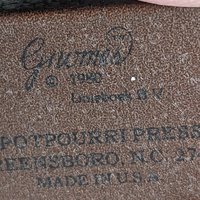 Gnomes
© 1980
Unieboek B.V.
POTPOURRI PRESS
REENSBORO, N.C. 27
MADE IN U.S.A.